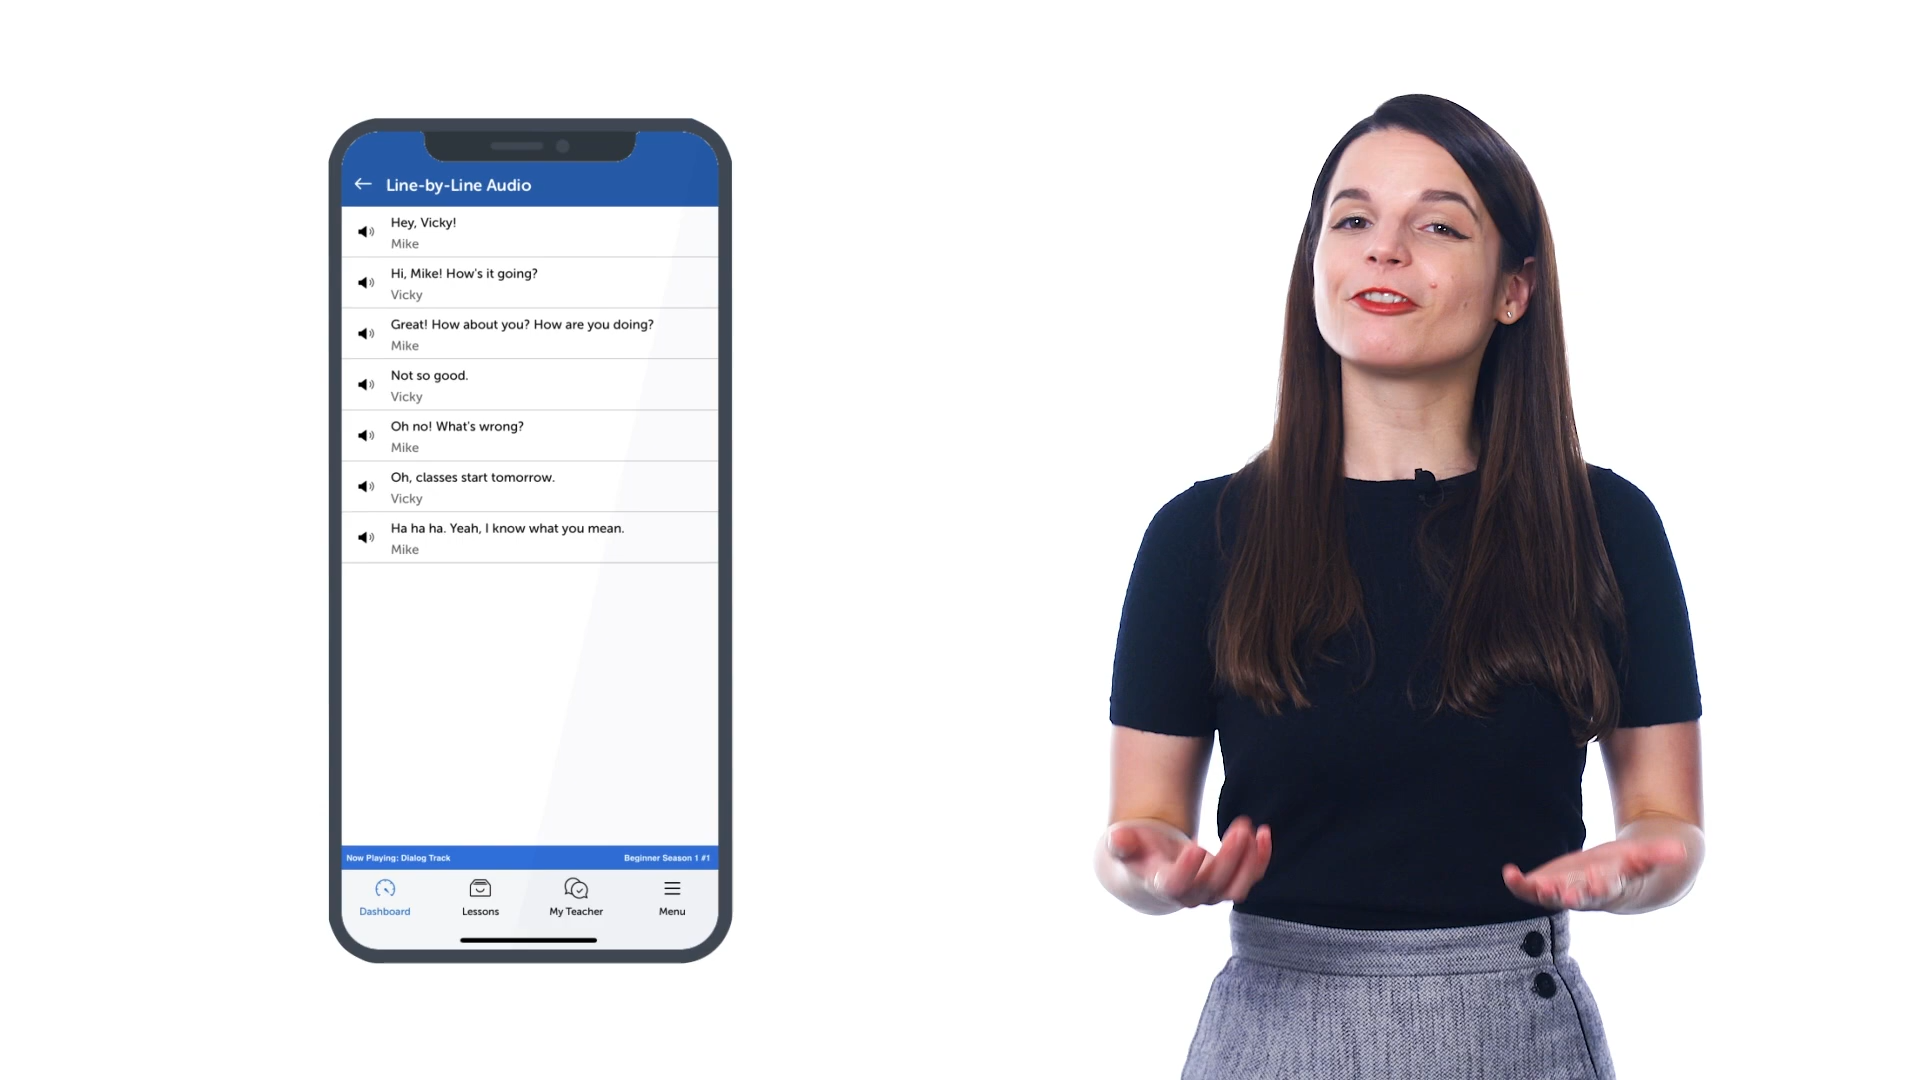 Line-by-Line Audio
Hey, Vicky!
Mike
Hi, Mike! How's it going?
Vicky
Great! How about you? How are you doing?
Mike
Not so good.
Vicky
Oh no! What's wrong?
Mike
Oh, classes start tomorrow.
Vicky
Ha ha ha. Yeah, I know what you mean.
Mike
Now Playing: Dialog Track
Beginner Season 1 #1
Dashboard
Lessons
My Teacher
Menu